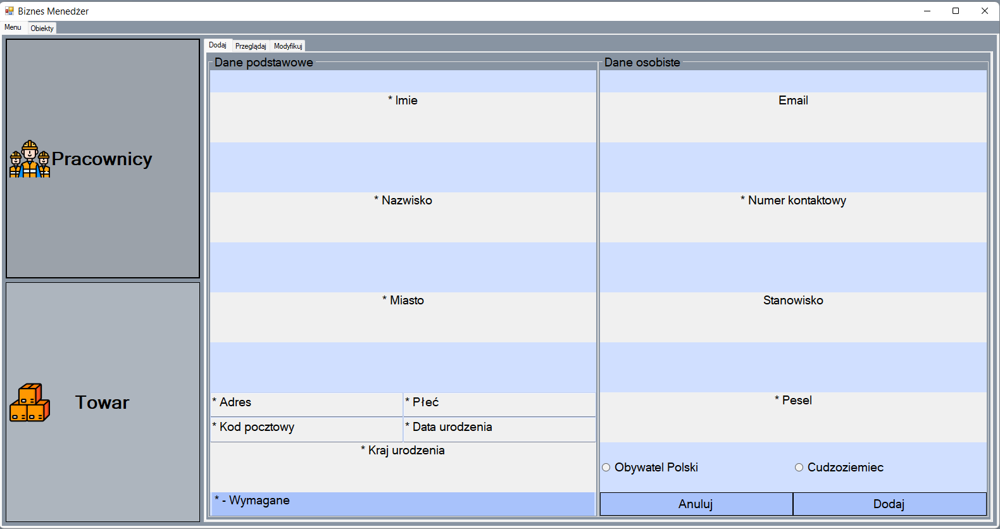 Biznes Menedżer
Menu
Obiekty
Pracownicy
Towar
Dodaj
Przeglądaj
Modyfikuj
Dane podstawowe
* Imie
* Nazwisko
* Miasto
* Adres
* Płeć
* Kod pocztowy
* Data urodzenia
* Kraj urodzenia
* - Wymagane
Dane osobiste
Email
* Numer kontaktowy
Stanowisko
* Pesel
Obywatel Polski
Cudzoziemiec
Anuluj
Dodaj